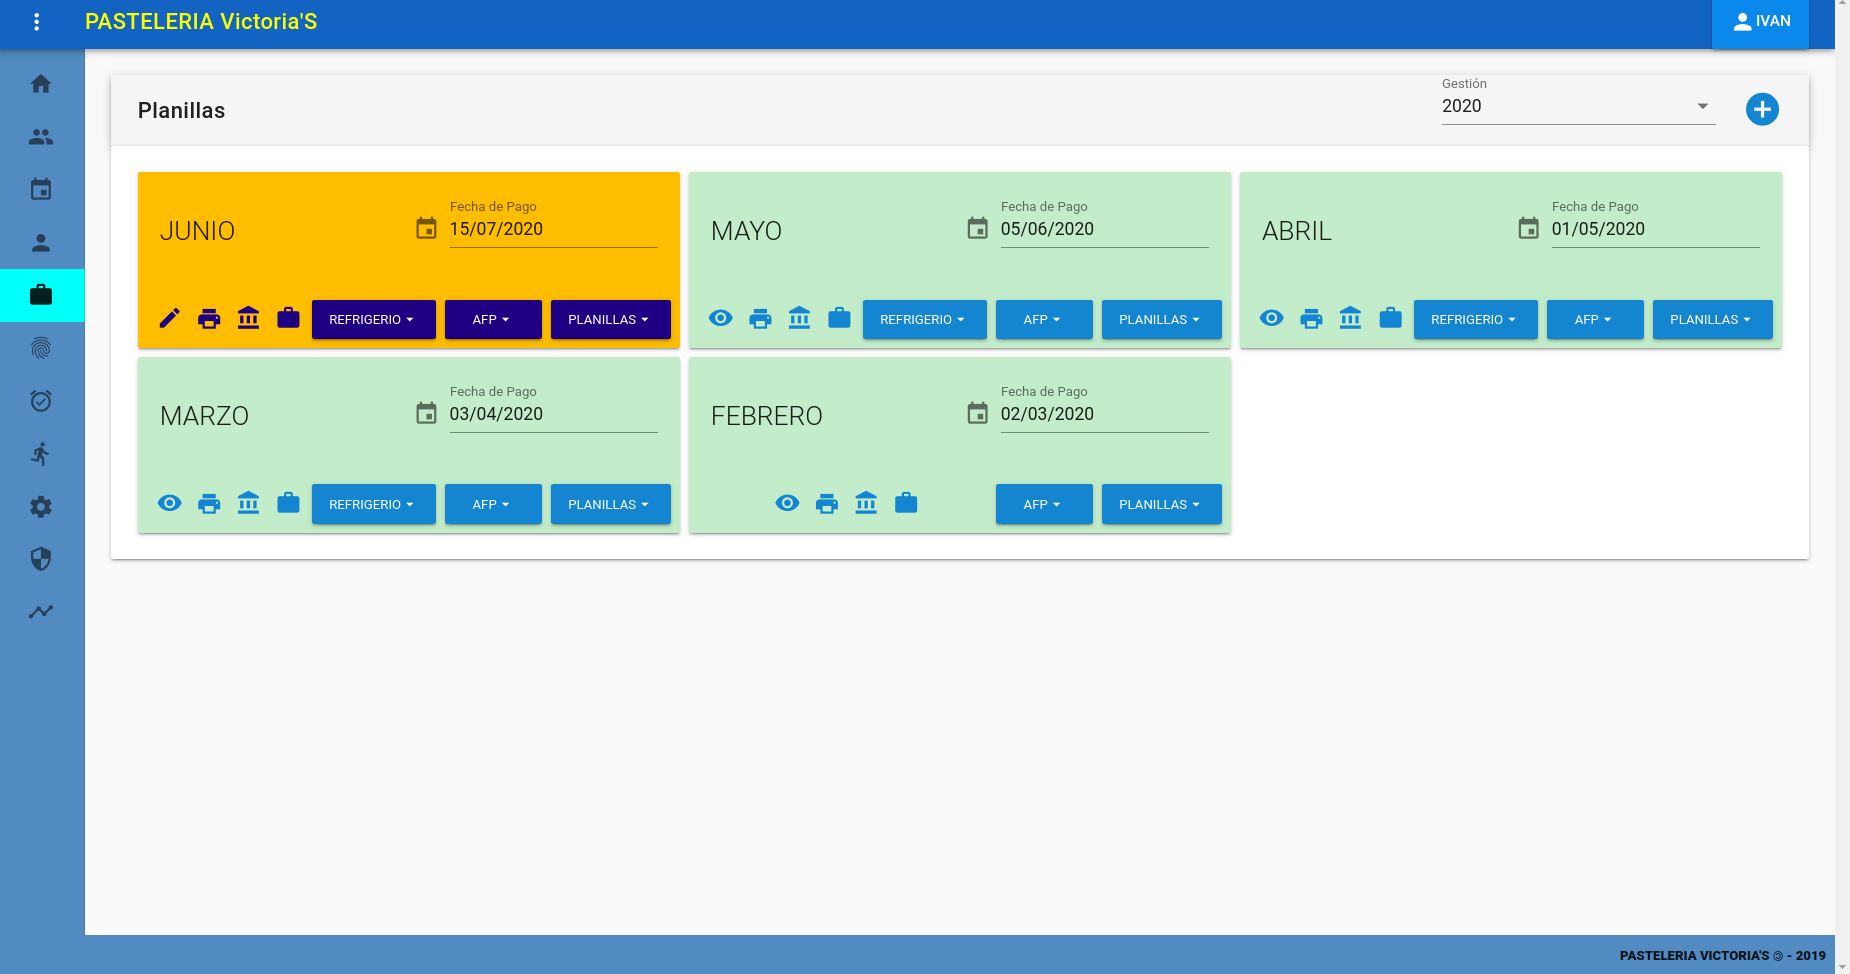 PASTELERIA Victoria'S
IVAN
Planillas
Gestión
2020
JUNIO
Fecha de Pago
15/07/2020
REFRIGERIO
AFP
PLANILLAS
MAYO
Fecha de Pago
05/06/2020
REFRIGERIO
AFP
PLANILLAS
ABRIL
Fecha de Pago
01/05/2020
REFRIGERIO
AFP
PLANILLAS
MARZO
Fecha de Pago
03/04/2020
REFRIGERIO
AFP
PLANILLAS
FEBRERO
Fecha de Pago
02/03/2020
AFP
PLANILLAS
PASTELERIA VICTORIA'S © - 2019